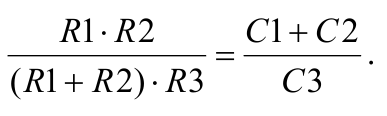 R1·R2 / (R1+R2)·R3 = C1+C2 / C3 .